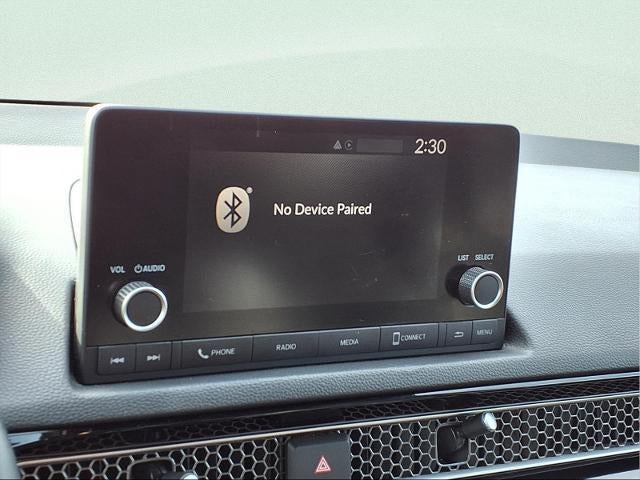 2:30
No Device Paired
VOL AUDIO
LIST SELECT
PHONE RADIO MEDIA CONNECT MENU